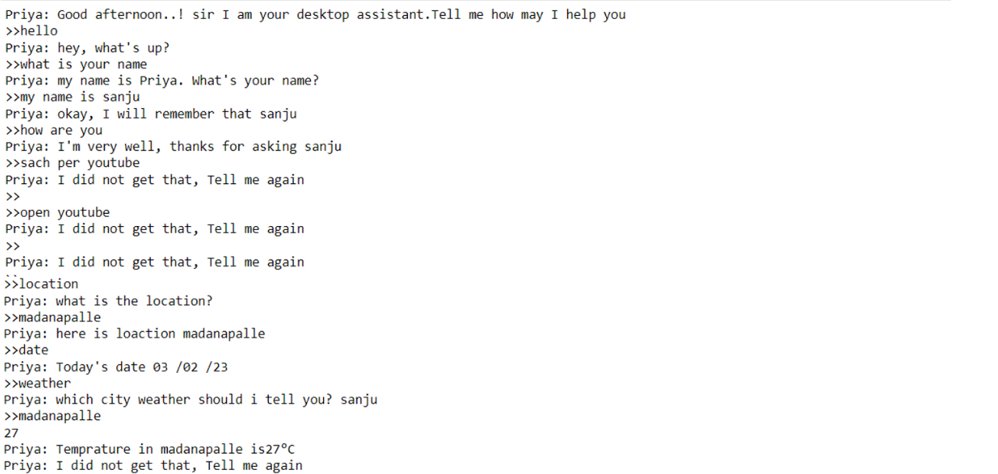 Priya: Good afternoon..! sir I am your desktop assistant.Tell me how may I help you
>>hello
Priya: hey, what's up?
>>what is your name
Priya: my name is Priya. What's your name?
>>my name is sanju
Priya: okay, I will remember that sanju
>>how are you
Priya: I'm very well, thanks for asking sanju
>>sach per youtube
Priya: I did not get that, Tell me again
>>
>>open youtube
Priya: I did not get that, Tell me again
>>
Priya: I did not get that, Tell me again
>>location
Priya: what is the location?
>>madanapalle
Priya: here is loaction madanapalle
>>date
Priya: Today's date 03 /02 /23
>>weather
Priya: which city weather should i tell you? sanju
>>madanapalle
27
Priya: Temprature in madanapalle is27°C
Priya: I did not get that, Tell me again